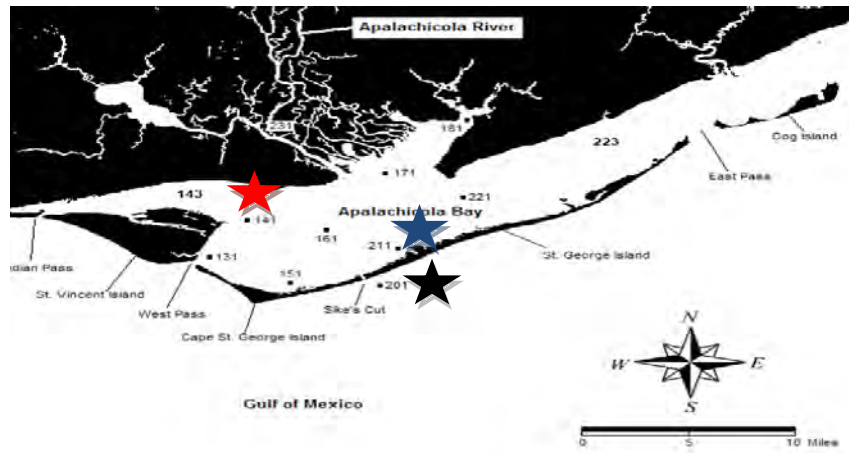 Apalachicola River
231
181
Dog Island
223
171
East Pass
143
221
141
Apalachicola Bay
161
211
131
St. George Island
ndian Pass
151
201
St. Vincent Island
West Pass
Sike's Cut
Cape St. George Island
N
W
E
S
Gulf of Mexico
0
5
10 Miles